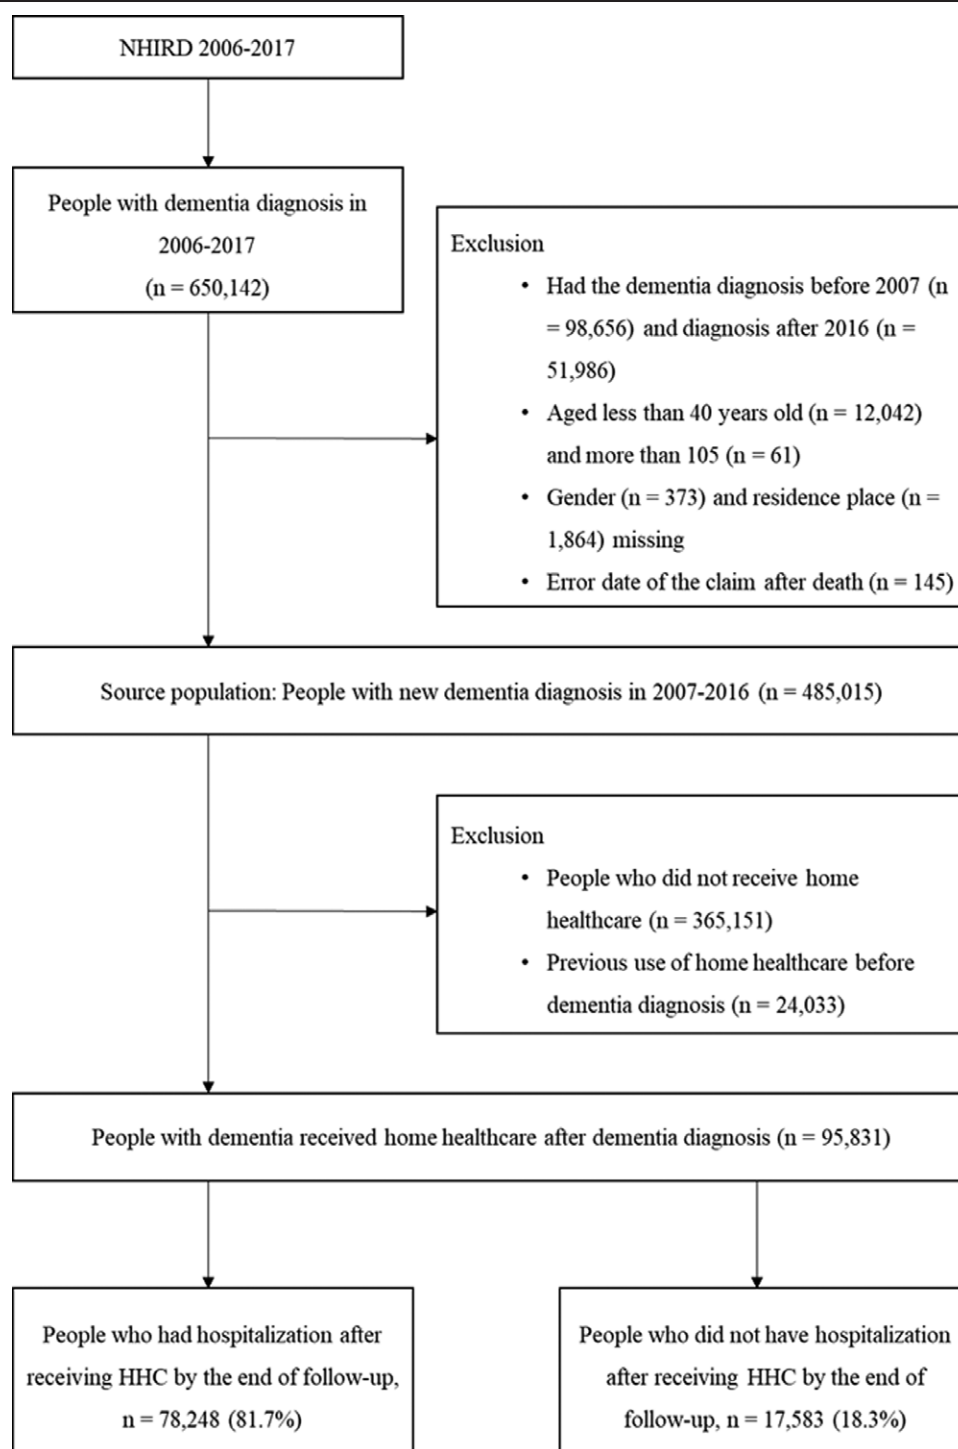 NHIRD 2006-2017
People with dementia diagnosis in
2006-2017
(n = 650,142)
Exclusion
• Had the dementia diagnosis before 2007 (n
= 98,656) and diagnosis after 2016 (n =
51,986)
• Aged less than 40 years old (n = 12,042)
and more than 105 (n = 61)
• Gender (n = 373) and residence place (n =
1,864) missing
• Error date of the claim after death (n = 145)
Source population: People with new dementia diagnosis in 2007-2016 (n = 485,015)
Exclusion
• People who did not receive home
healthcare (n = 365,151)
• Previous use of home healthcare before
dementia diagnosis (n = 24,033)
People with dementia received home healthcare after dementia diagnosis (n = 95,831)
People who had hospitalization after
receiving HHC by the end of follow-up,
n = 78,248 (81.7%)
People who did not have hospitalization
after receiving HHC by the end of
follow-up, n = 17,583 (18.3%)